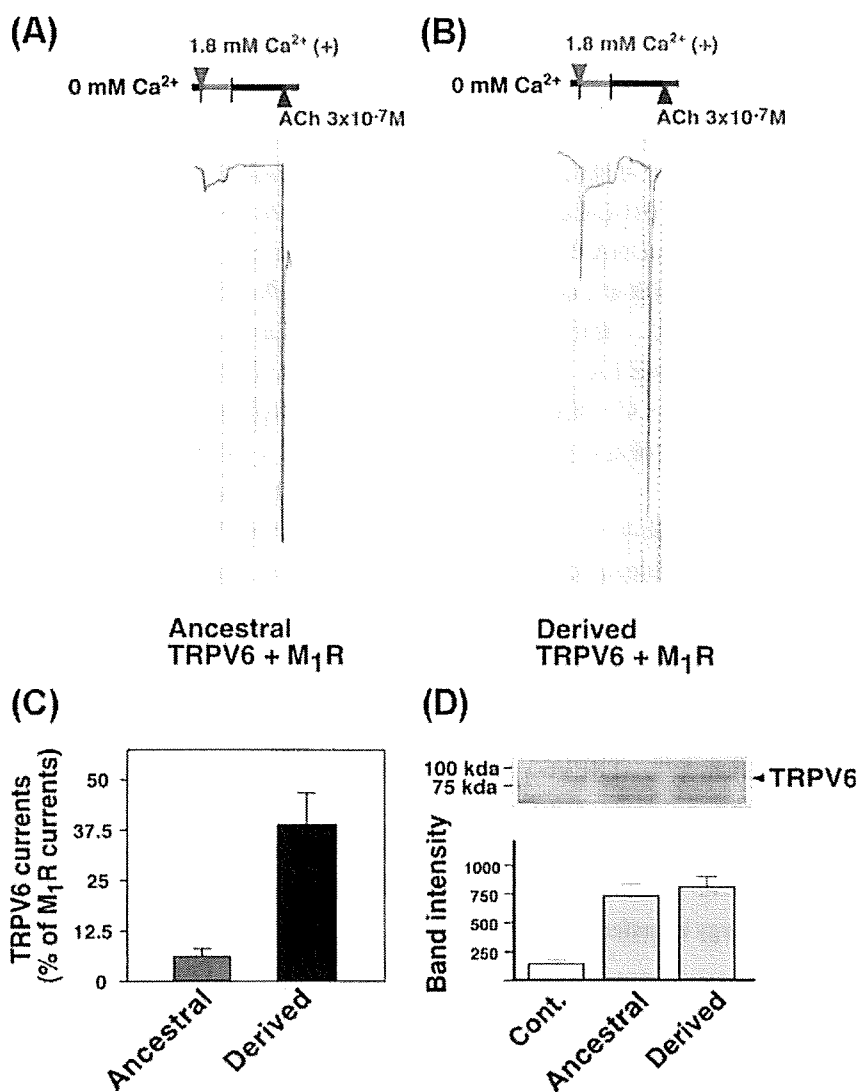 (A)
1.8 mM Ca²⁺ (+)
0 mM Ca²⁺
ACh 3x10⁻⁷M
Ancestral
TRPV6 + M₁R
(B)
1.8 mM Ca²⁺ (+)
0 mM Ca²⁺
ACh 3x10⁻⁷M
Derived
TRPV6 + M₁R
(C)
TRPV6 currents
(% of M₁R currents)
50
37.5
25
12.5
0
Ancestral
Derived
(D)
100 kda
75 kda
TRPV6
Band intensity
1000
750
500
250
Cont.
Ancestral
Derived